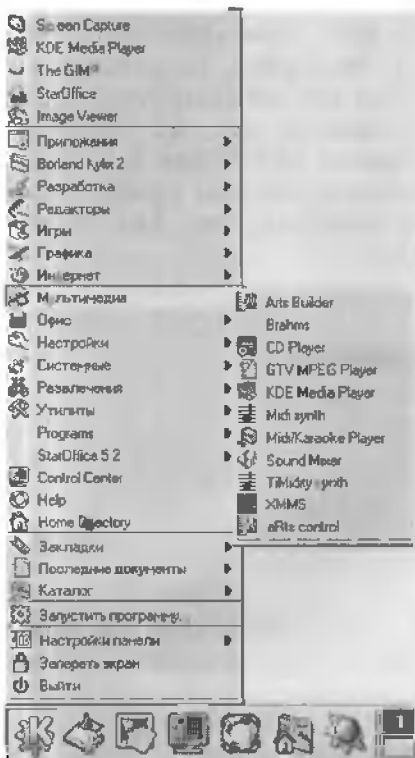 Screen Capture
KDE Media Player
The GIMP
StarOffice
Image Viewer
Приложения
Borland Kylix 2
Разработка
Редакторы
Игры
Графика
Интернет
Мультимедиа
Офис
Настройки
Системные
Развлечения
Утилиты
Programs
StarOffice 5.2
Control Center
Help
Home Directory
Закладки
Последние документы
Каталог
Запустить программу.
Настройки панели
Запереть экран
Выйти
Arts Builder
Brahms
CD Player
GTV MPEG Player
KDE Media Player
Midi synth
Midi/Karaoke Player
Sound Mixer
TiMidity synth
XMMS
aRts control
1